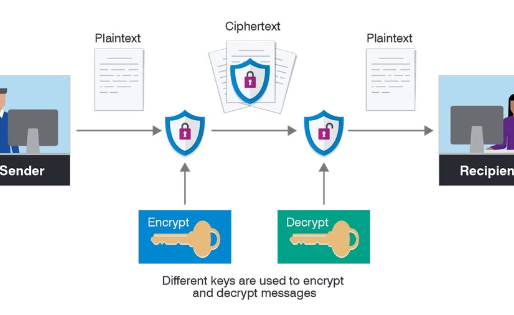 Ciphertext
Plaintext
Plaintext
Sender
Recipien
Encrypt
Decrypt
Different keys are used to encrypt
and decrypt messages